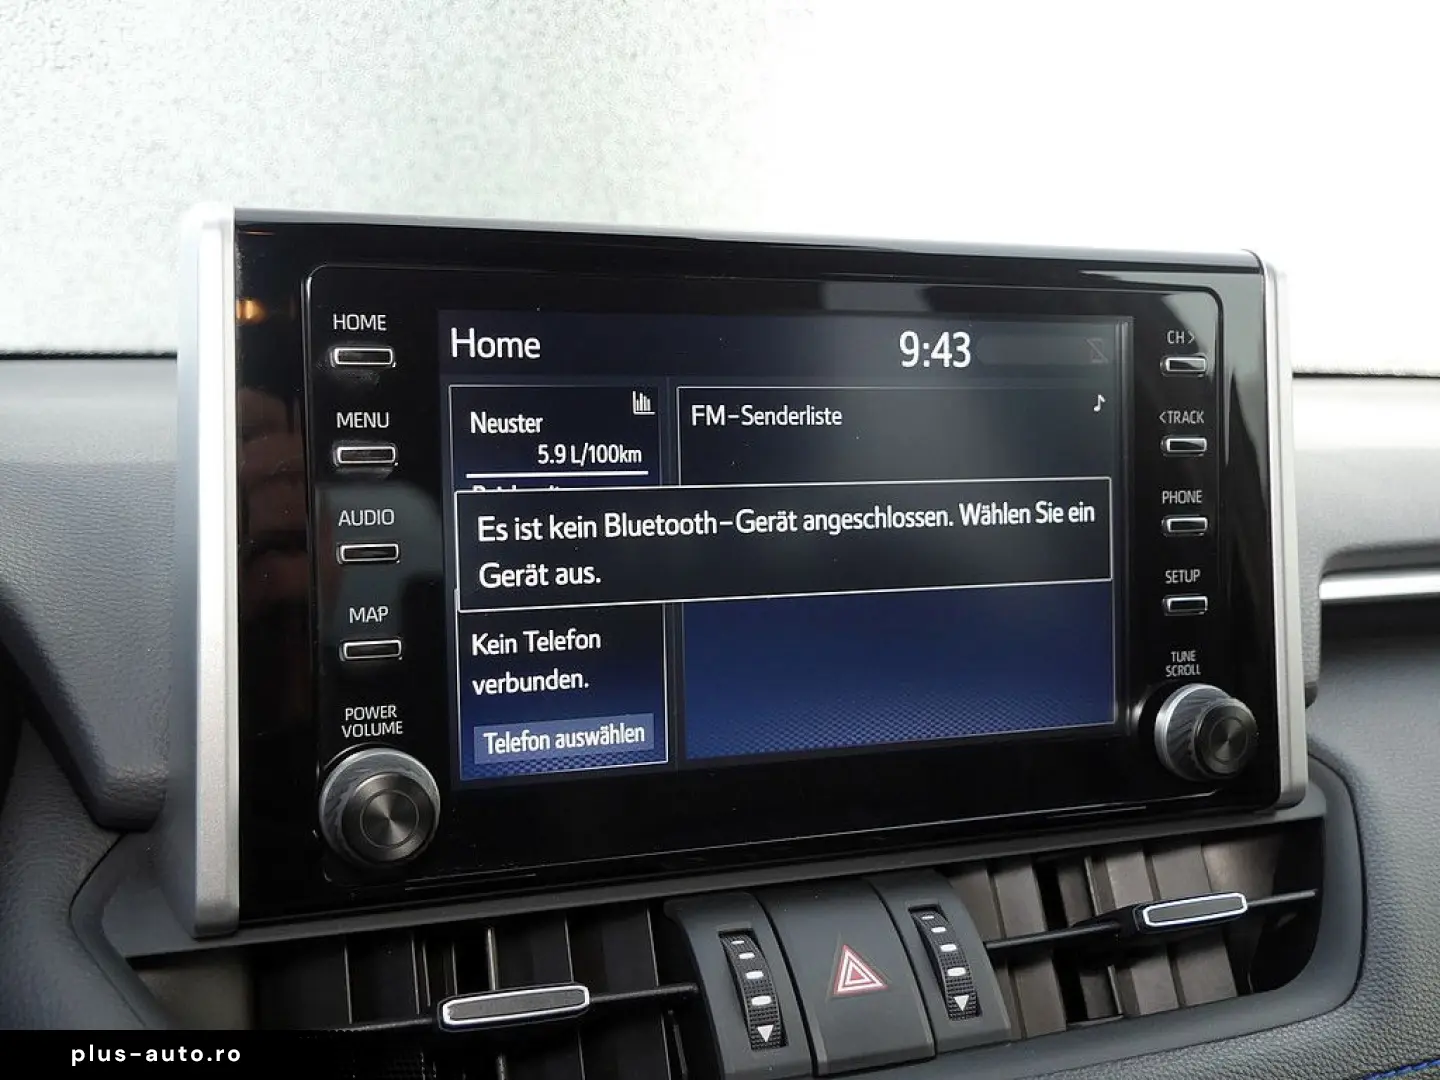 HOME
MENU
AUDIO
MAP
POWER
VOLUME
Home
9:43
Neuster
5.9 L/100km
FM-Senderliste
Es ist kein Bluetooth-Gerät angeschlossen. Wählen Sie ein
Gerät aus.
Kein Telefon
verbunden.
Telefon auswählen
CH >
<TRACK
PHONE
SETUP
TUNE
SCROLL
plus-auto.ro